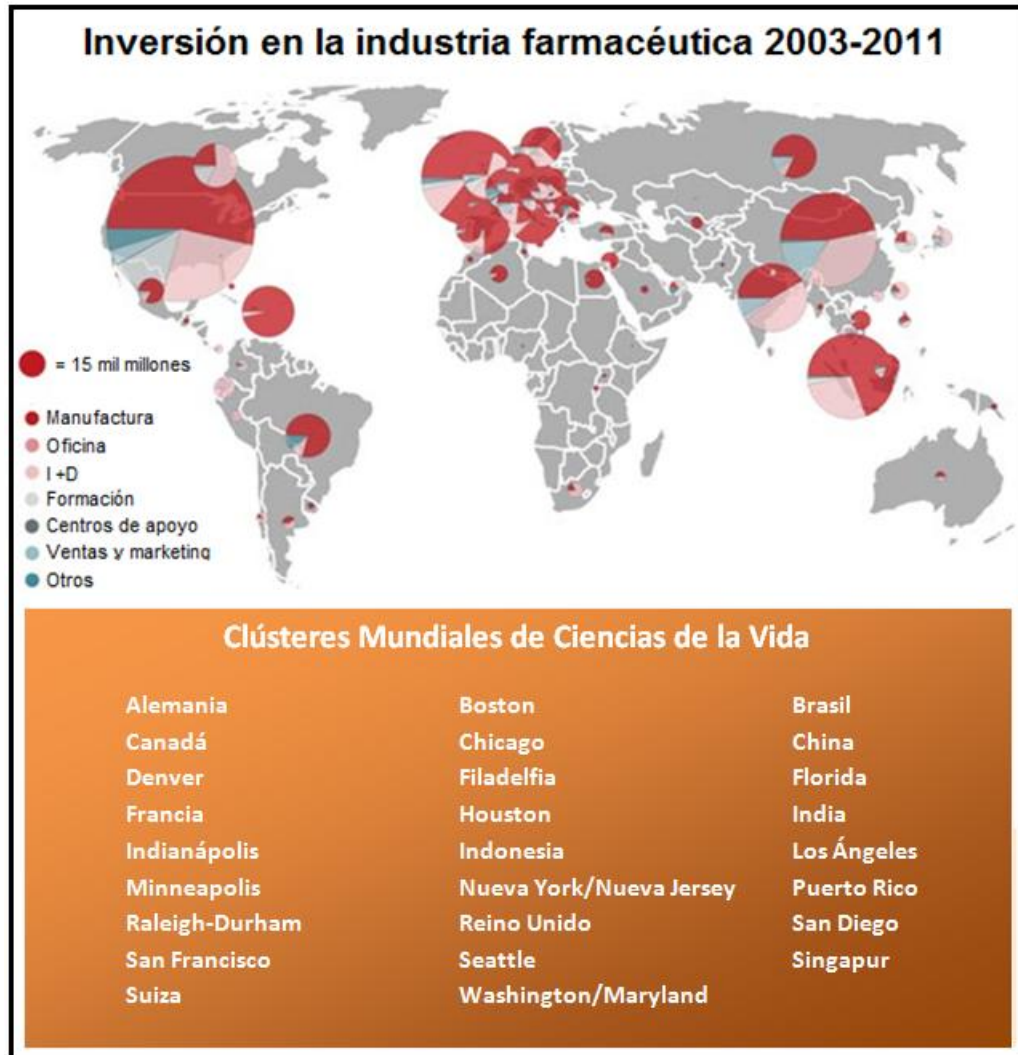 Inversión en la industria farmacéutica 2003-2011
= 15 mil millones
Manufactura
Oficina
I +D
Formación
Centros de apoyo
Ventas y marketing
Otros
Clústeres Mundiales de Ciencias de la Vida
Alemania Boston Brasil
Canadá Chicago China
Denver Filadelfia Florida
Francia Houston India
Indianápolis Indonesia Los Ángeles
Minneapolis Nueva York/Nueva Jersey Puerto Rico
Raleigh-Durham Reino Unido San Diego
San Francisco Seattle Singapur
Suiza Washington/Maryland